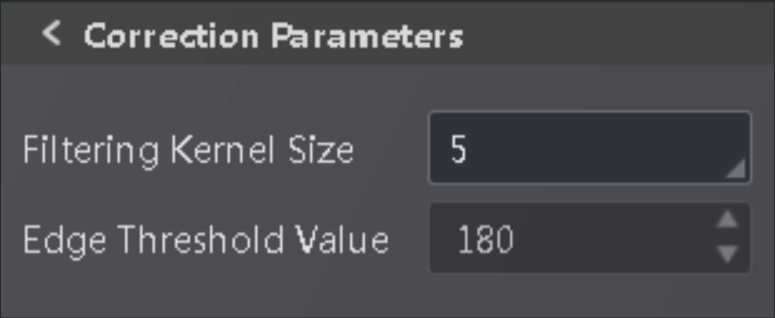 Correction Parameters
Filtering Kernel Size 5
Edge Threshold Value 180